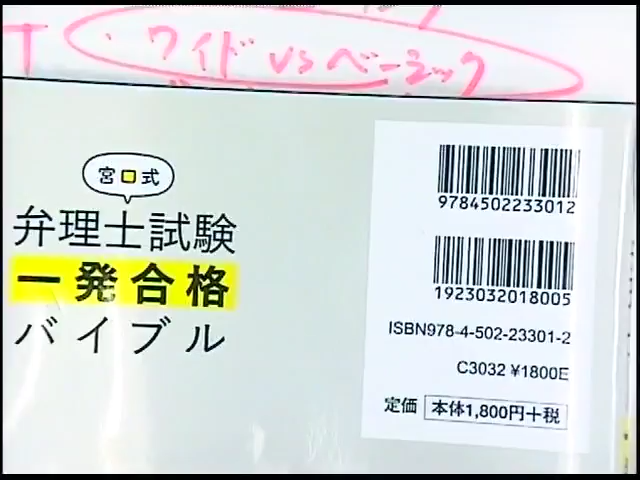 ワイド vs ベーシック
宮口式
弁理士試験
一発合格
バイブル
9784502233012
1923032018005
ISBN978-4-502-23301-2
C3032 ¥1800E
定価 本体1,800円+税